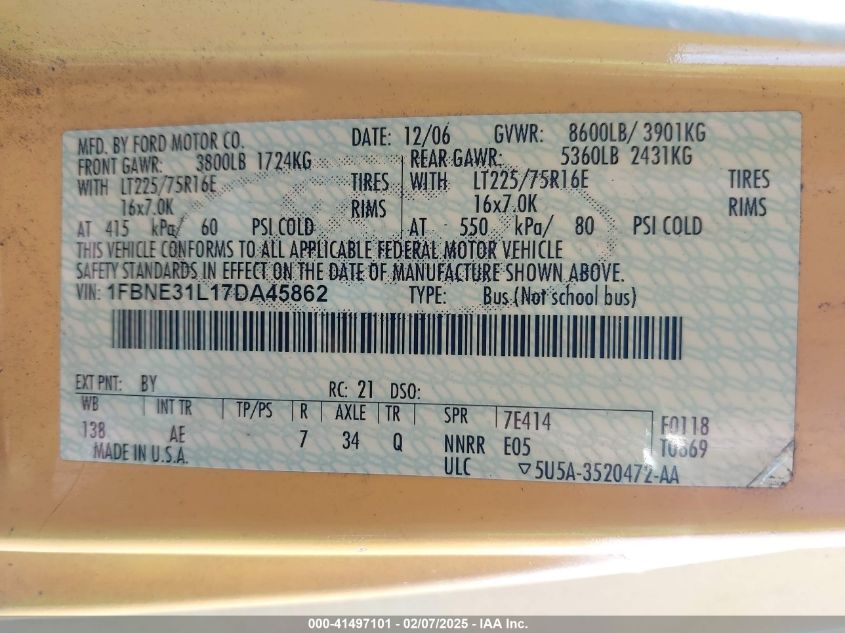 MFD. BY FORD MOTOR CO. DATE: 12/06 GVWR: 8600LB/ 3901KG
FRONT GAWR: 3800LB 1724KG REAR GAWR: 5360LB 2431KG
WITH LT225/75R16E TIRES WITH LT225/75R16E TIRES
16x7.0K RIMS 16x7.0K RIMS
AT 415 kPa/ 60 PSI COLD AT 550 kPa/ 80 PSI COLD
THIS VEHICLE CONFORMS TO ALL APPLICABLE FEDERAL MOTOR VEHICLE
SAFETY STANDARDS IN EFFECT ON THE DATE OF MANUFACTURE SHOWN ABOVE.
VIN: 1FBNE31L17DA45862 TYPE: Bus (Not school bus)
EXT PNT: BY RC: 21 DSO:
WB INT TR TP/PS R AXLE TR SPR 7E414 F0118
138 AE 7 34 Q NNRR E05 T0869
MADE IN U.S.A. ULC ▽5U5A-3520472-AA
000-41497101 - 02/07/2025 - IAA Inc.